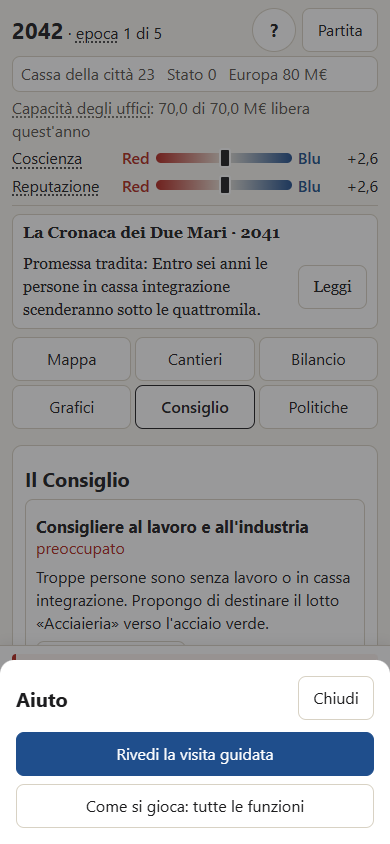 2042 · epoca 1 di 5
?
Partita
Cassa della città 23 Stato 0 Europa 80 M€
Capacità degli uffici: 70,0 di 70,0 M€ libera
quest'anno
Coscienza Red Blu +2,6
Reputazione Red Blu +2,6
La Cronaca dei Due Mari · 2041
Promessa tradita: Entro sei anni le
persone in cassa integrazione
scenderanno sotto le quattromila.
Leggi
Mappa Cantieri Bilancio
Grafici Consiglio Politiche
Il Consiglio
Consigliere al lavoro e all'industria
preoccupato
Troppe persone sono senza lavoro o in cassa
integrazione. Propongo di destinare il lotto
«Acciaieria» verso l'acciaio verde.
Aiuto
Chiudi
Rivedi la visita guidata
Come si gioca: tutte le funzioni